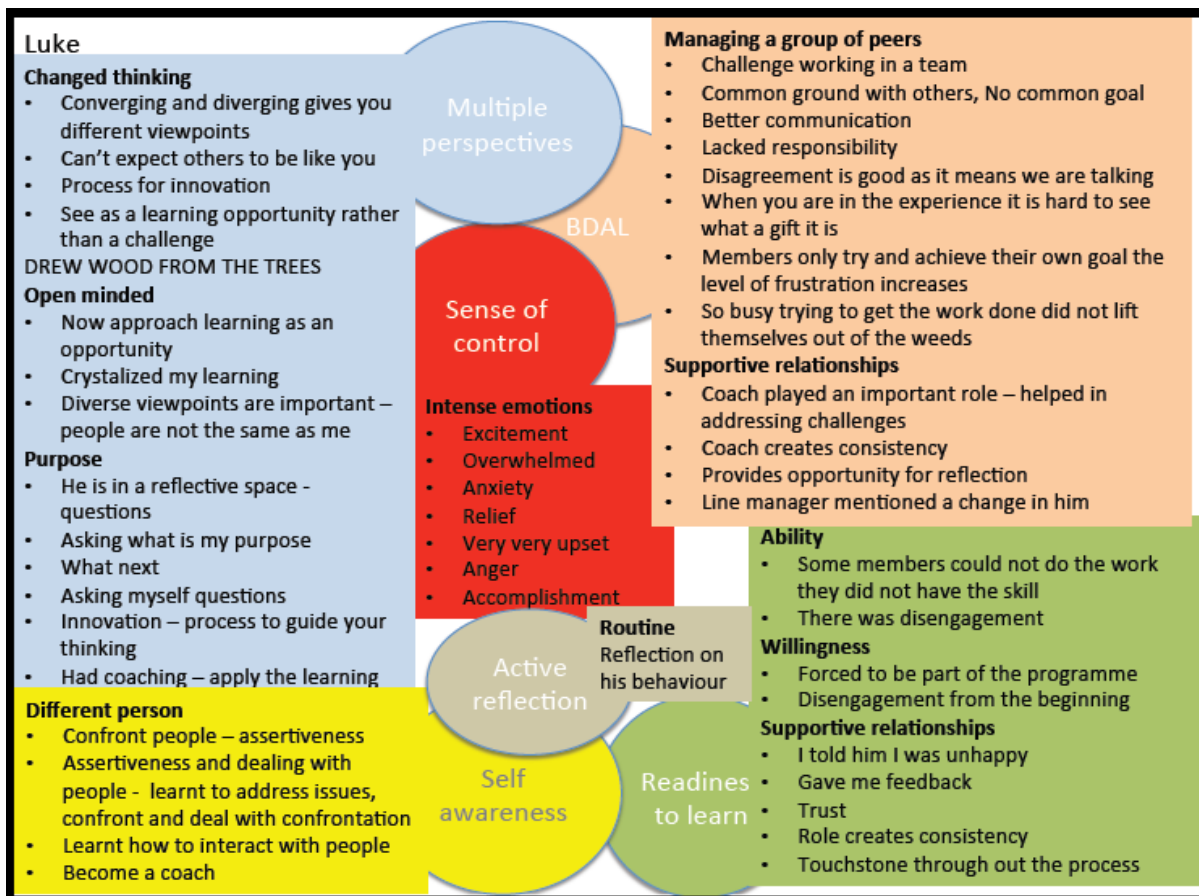 Luke
Changed thinking
• Converging and diverging gives you
different viewpoints
• Can't expect others to be like you
• Process for innovation
• See as a learning opportunity rather
than a challenge
DREW WOOD FROM THE TREES
Open minded
• Now approach learning as an
opportunity
• Crystalized my learning
• Diverse viewpoints are important –
people are not the same as me
Purpose
• He is in a reflective space -
questions
• Asking what is my purpose
• What next
• Asking myself questions
• Innovation – process to guide your
thinking
• Had coaching – apply the learning
Different person
• Confront people – assertiveness
• Assertiveness and dealing with
people - learnt to address issues,
confront and deal with confrontation
• Learnt how to interact with people
• Become a coach
Multiple
perspectives
BDAL
Sense of
control
Intense emotions
• Excitement
• Overwhelmed
• Anxiety
• Relief
• Very very upset
• Anger
• Accomplishment
Active
reflection
Routine
Reflection on
his behaviour
Self
awareness
Readines
to learn
Managing a group of peers
• Challenge working in a team
• Common ground with others, No common goal
• Better communication
• Lacked responsibility
• Disagreement is good as it means we are talking
• When you are in the experience it is hard to see
what a gift it is
• Members only try and achieve their own goal the
level of frustration increases
• So busy trying to get the work done did not lift
themselves out of the weeds
Supportive relationships
• Coach played an important role – helped in
addressing challenges
• Coach creates consistency
• Provides opportunity for reflection
• Line manager mentioned a change in him
Ability
• Some members could not do the work
they did not have the skill
• There was disengagement
Willingness
• Forced to be part of the programme
• Disengagement from the beginning
Supportive relationships
• I told him I was unhappy
• Gave me feedback
• Trust
• Role creates consistency
• Touchstone through out the process